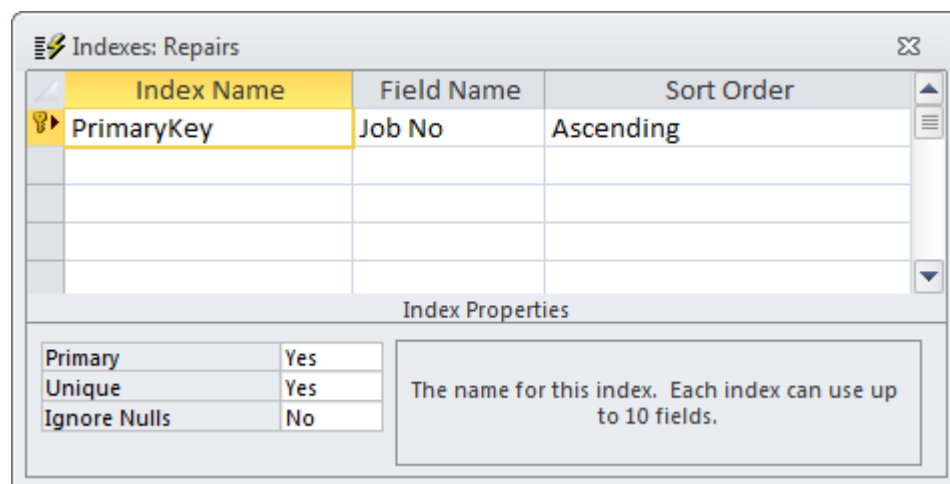 Indexes: Repairs
Index Name Field Name Sort Order
PrimaryKey Job No Ascending
Index Properties
Primary Yes
Unique Yes
Ignore Nulls No
The name for this index. Each index can use up
to 10 fields.